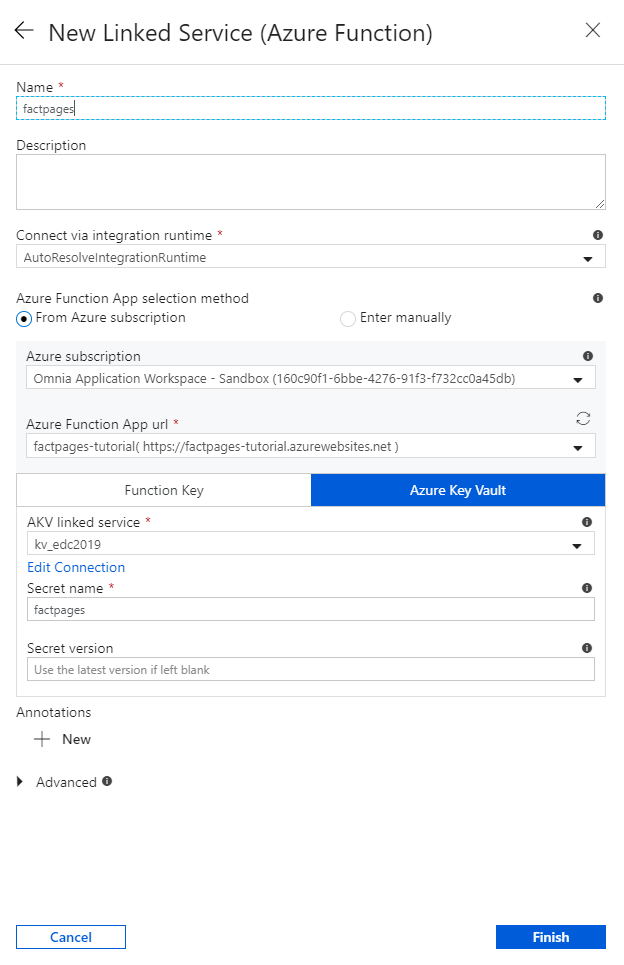 New Linked Service (Azure Function)
Name *
factpages
Description
Connect via integration runtime *
AutoResolveIntegrationRuntime
Azure Function App selection method
From Azure subscription Enter manually
Azure subscription
Omnia Application Workspace - Sandbox (160c90f1-6bbe-4276-91f3-f732cc0a45db)
Azure Function App url *
factpages-tutorial( https://factpages-tutorial.azurewebsites.net )
Function Key Azure Key Vault
AKV linked service *
kv_edc2019
Edit Connection
Secret name *
factpages
Secret version
Use the latest version if left blank
Annotations
New
Advanced
Cancel Finish